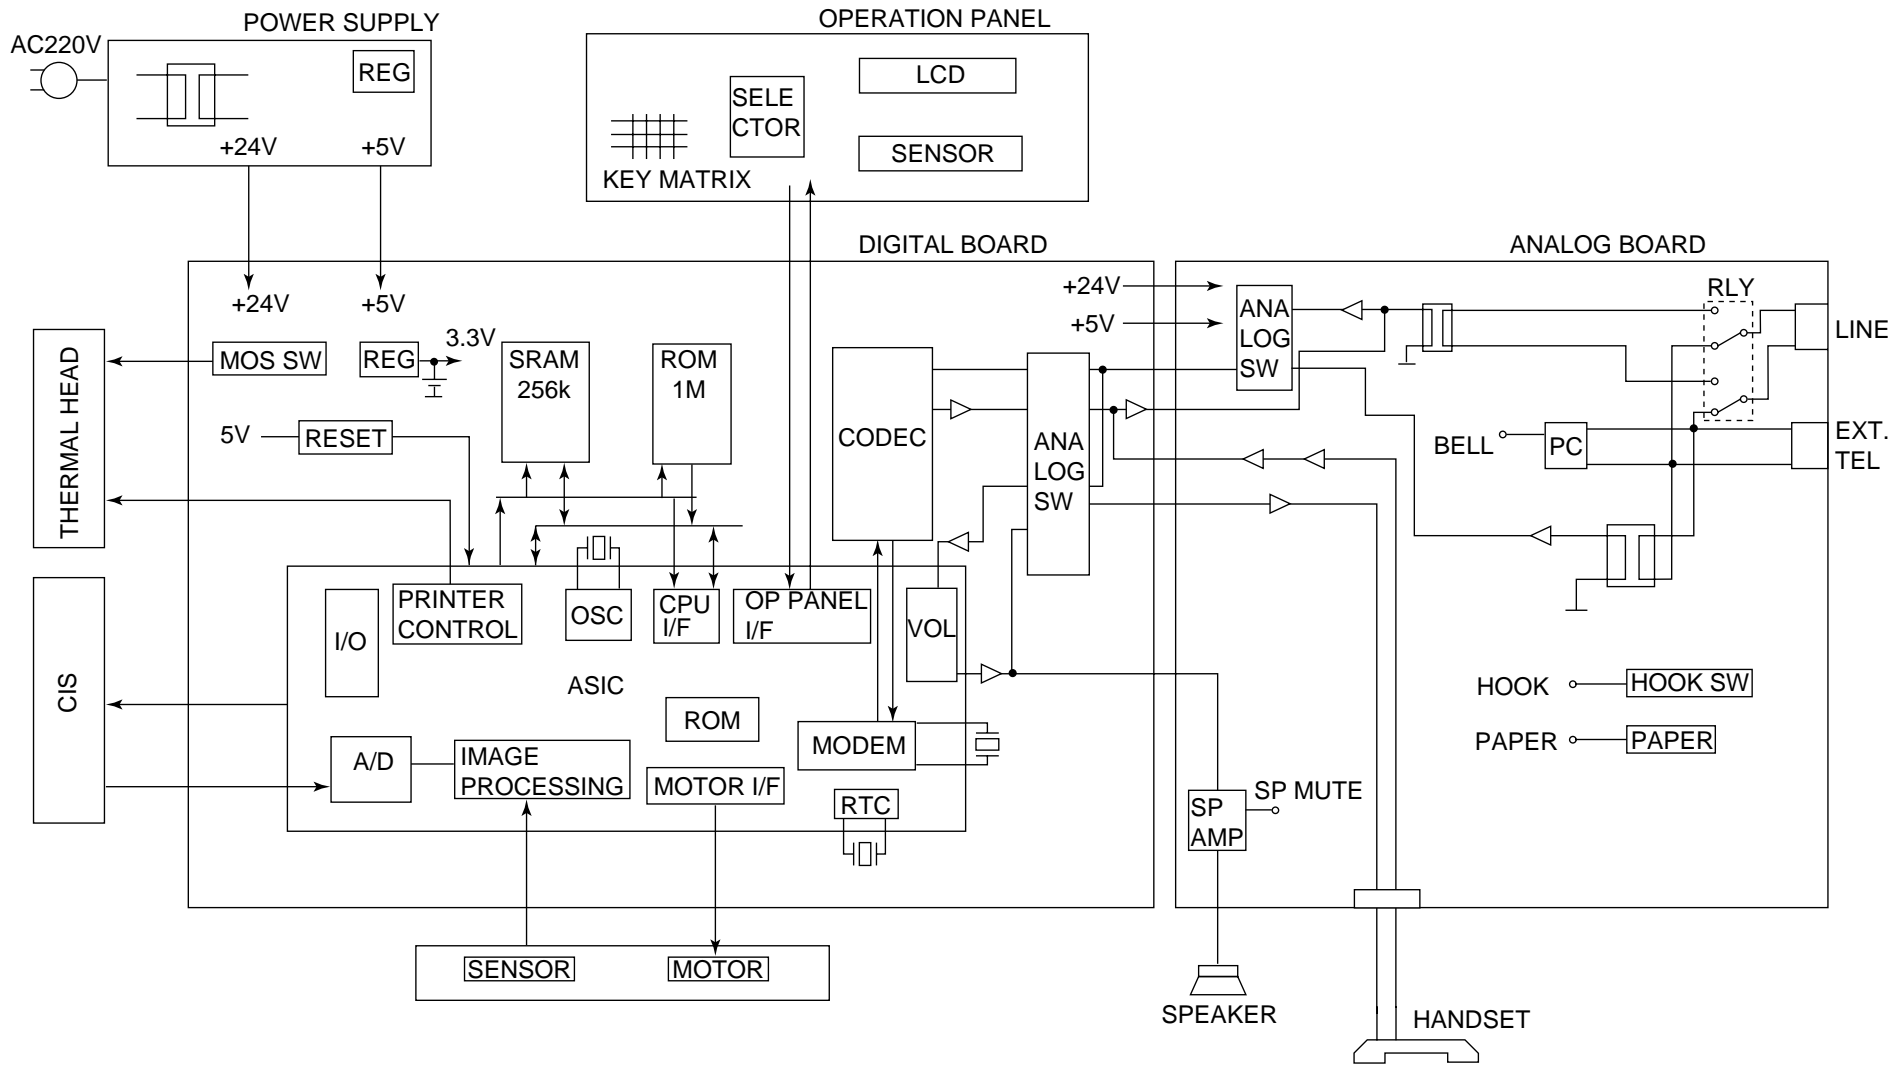 POWER SUPPLY
AC220V
REG
+24V
+5V
OPERATION PANEL
LCD
SELE
CTOR
SENSOR
KEY MATRIX
DIGITAL BOARD
ANALOG BOARD
+24V
+5V
+24V
+5V
THERMAL HEAD
MOS SW
REG
3.3V
SRAM
256k
ROM
1M
5V
RESET
CODEC
ANA
LOG
SW
ANA
LOG
SW
RLY
LINE
EXT.
TEL
BELL
PC
CIS
I/O
PRINTER
CONTROL
OSC
CPU
I/F
OP PANEL
I/F
VOL
ASIC
ROM
MODEM
A/D
IMAGE
PROCESSING
MOTOR I/F
RTC
HOOK
HOOK SW
PAPER
PAPER
SP
AMP
SP MUTE
SENSOR
MOTOR
SPEAKER
HANDSET